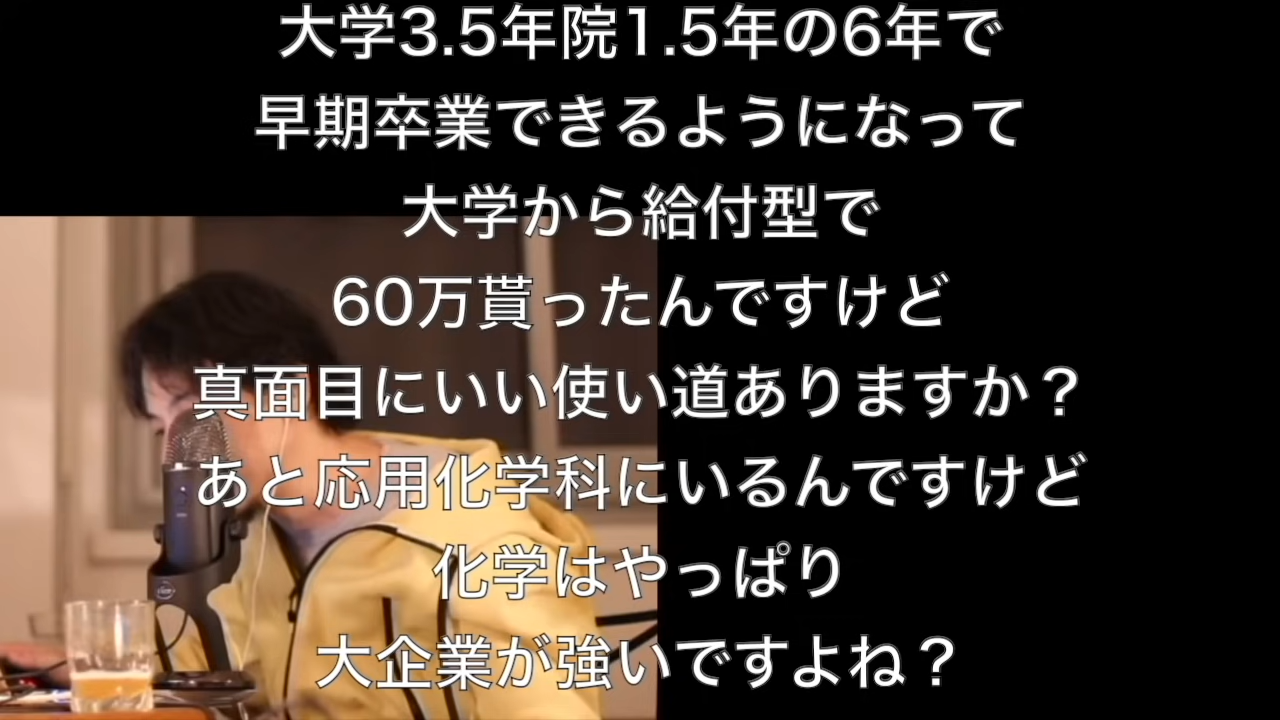 大学3.5年院1.5年の6年で
早期卒業できるようになって
大学から給付型で
60万貰ったんですけど
真面目にいい使い道ありますか？
あと応用化学科にいるんですけど
化学はやっぱり
大企業が強いですよね？